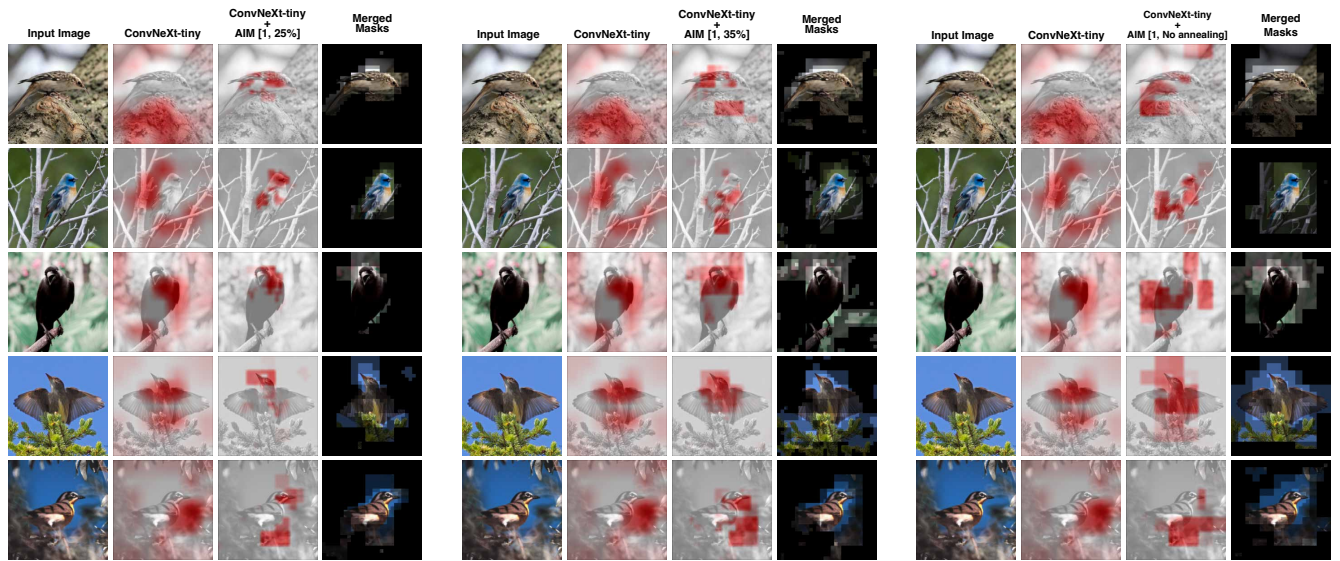 Input Image
ConvNeXt-tiny
ConvNeXt-tiny
+
AIM [1, 25%]
Merged
Masks
Input Image
ConvNeXt-tiny
ConvNeXt-tiny
+
AIM [1, 35%]
Merged
Masks
Input Image
ConvNeXt-tiny
ConvNeXt-tiny
+
AIM [1, No annealing]
Merged
Masks